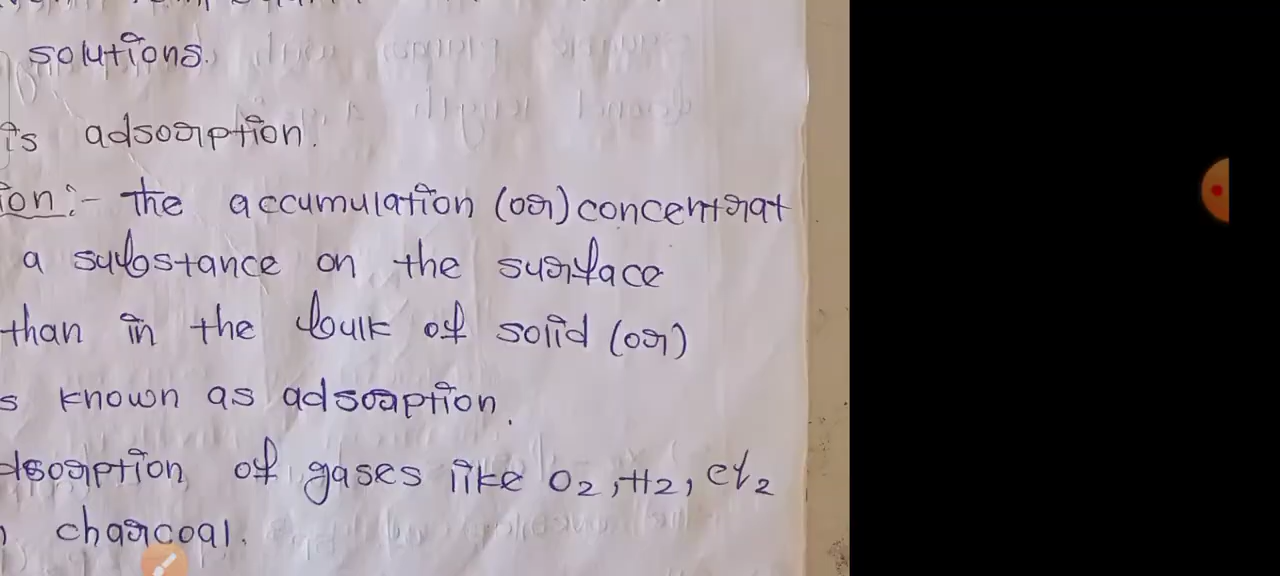 solutions.
is adsorption.
ion:- The accumulation (or) concentrat
a substance on the surface
than in the bulk of solid (or)
s known as adsorption.
dsorption of gases like O2, H2, Cl2
charcoal.